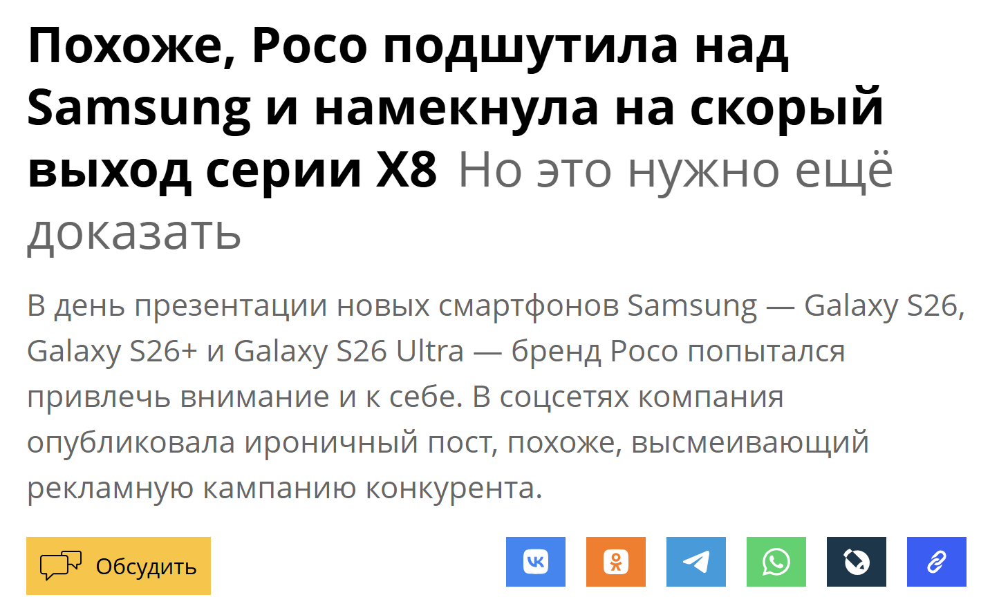 Похоже, Poco подшутила над
Samsung и намекнула на скорый
выход серии X8 Но это нужно ещё
доказать
В день презентации новых смартфонов Samsung — Galaxy S26,
Galaxy S26+ и Galaxy S26 Ultra — бренд Poco попытался
привлечь внимание и к себе. В соцсетях компания
опубликовала ироничный пост, похоже, высмеивающий
рекламную кампанию конкурента.
Обсудить